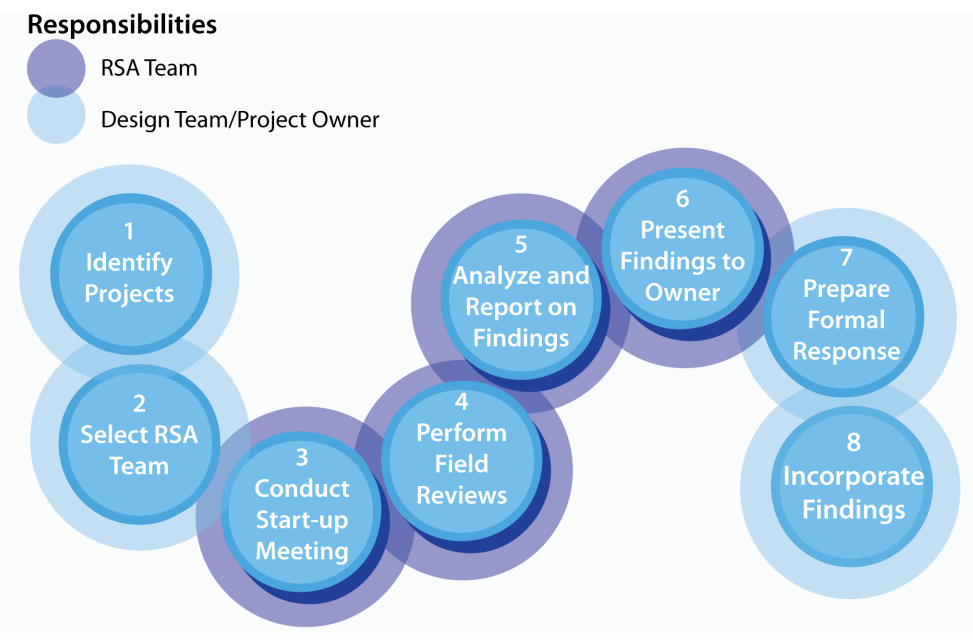 Responsibilities
RSA Team
Design Team/Project Owner
1
Identify
Projects
2
Select RSA
Team
3
Conduct
Start-up
Meeting
4
Perform
Field
Reviews
5
Analyze and
Report on
Findings
6
Present
Findings to
Owner
7
Prepare
Formal
Response
8
Incorporate
Findings